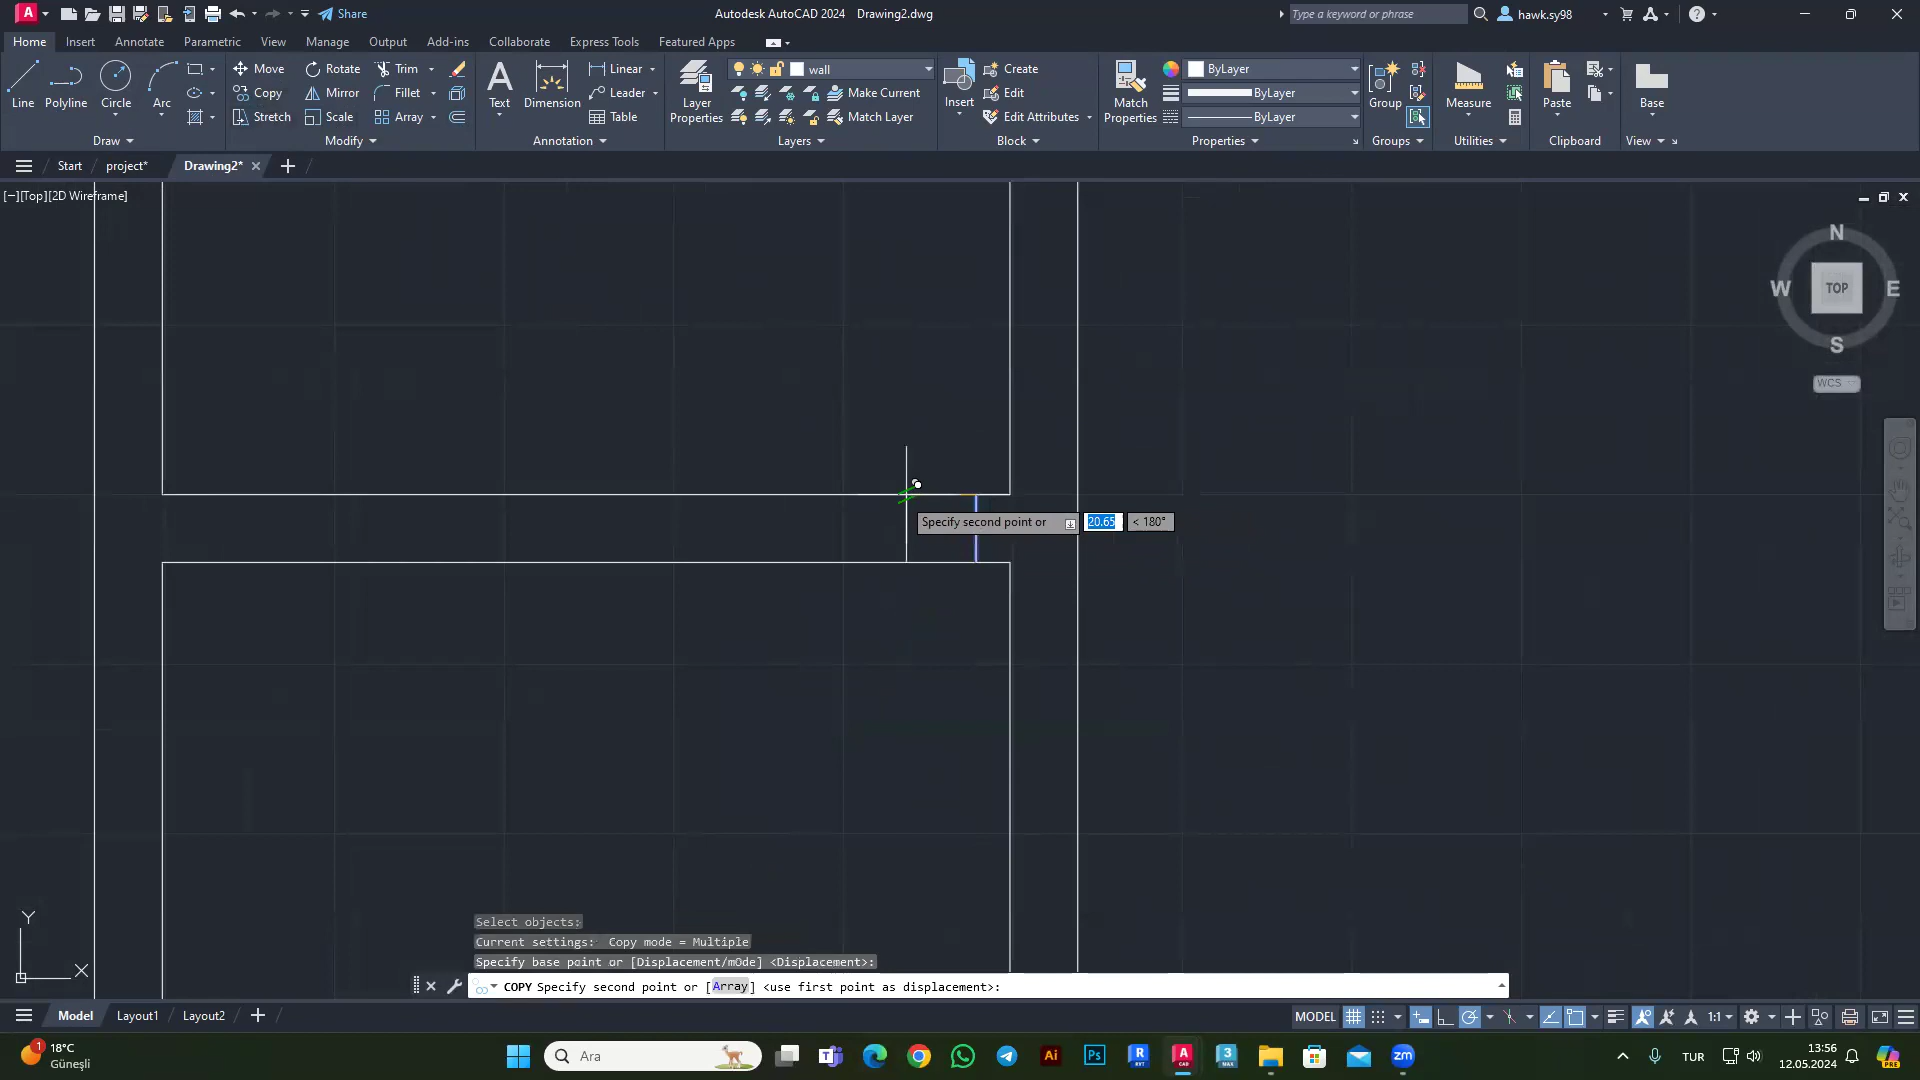 Share
Autodesk AutoCAD 2024 Drawing2.dwg
Type a keyword or phrase
hawk.sy98
Home Insert Annotate Parametric View Manage Output Add-ins Collaborate Express Tools Featured Apps
Line Polyline Circle Arc
Move Rotate Trim
Copy Mirror Fillet
Stretch Scale Array
Text Dimension
Linear
Leader
Table
Layer Properties
wall
Make Current
Match Layer
Insert
Create
Edit
Edit Attributes
Match Properties
ByLayer
ByLayer
ByLayer
Group
Measure
Paste
Base
Draw Modify Annotation Layers Block Properties Groups Utilities Clipboard View
Start project* Drawing2*
[−][Top][2D Wireframe]
N
W TOP E
S
WCS
Specify second point or 20.65 < 180°
Y
X
Select objects:
Current settings: Copy mode = Multiple
Specify base point or [Displacement/mOde] <Displacement>:
COPY Specify second point or [Array] <use first point as displacement>:
Model Layout1 Layout2
MODEL 1:1
18°C
Güneşli
Ara
TUR
13:56
12.05.2024